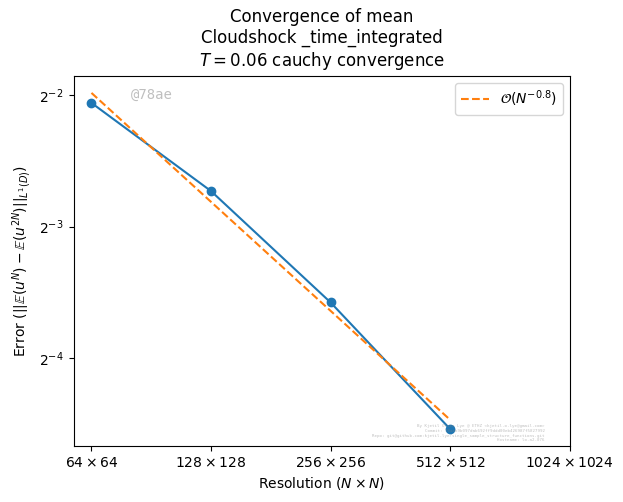 Convergence of mean
Cloudshock _time_integrated
T = 0.06 cauchy convergence
@78ae
O(N^{-0.8})
2^{-2}
2^{-3}
2^{-4}
Error (||𝔼(u^N) − 𝔼(u^{2N})||_{L^1(D)})
64 × 64
128 × 128
256 × 256
512 × 512
1024 × 1024
Resolution (N × N)